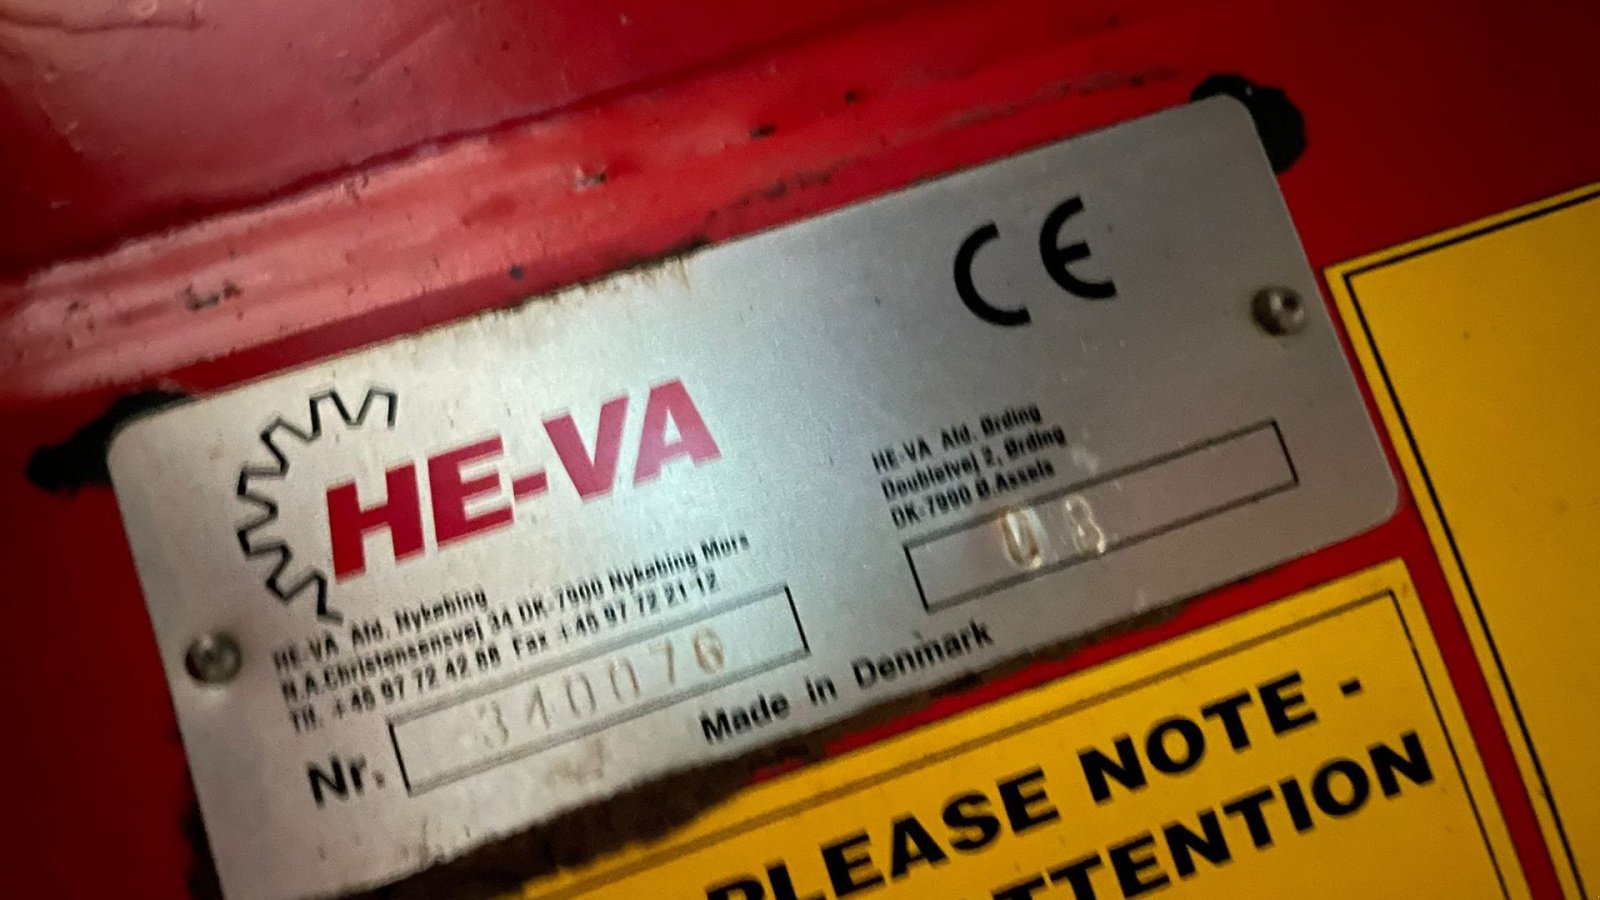 CE
HE-VA
HE-VA Afd. Nykøbing
N.A.Christensensvej 34 DK-7900 Nykøbing Mors
Tlf. +45 97 72 42 88 Fax +45 97 72 21 12
Nr. 340076
HE-VA Afd. Ørding
Doubletvej 2, Ørding
DK-7990 Ø.Assels
08
Made in Denmark
PLEASE NOTE -
ATTENTION